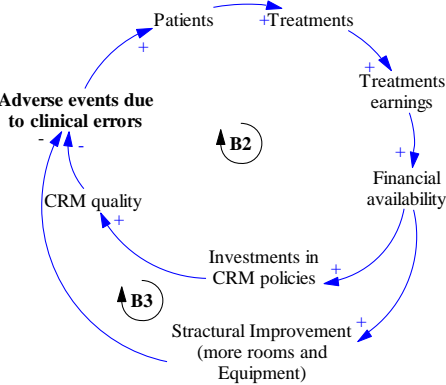 Patients
+
Treatments
+
+
Treatments
earnings
Adverse events due
to clinical errors
-
-
B2
+
Financial
availability
CRM quality
+
Investments in
CRM policies
+
B3
Stractural Improvement
+
(more rooms and
Equipment)